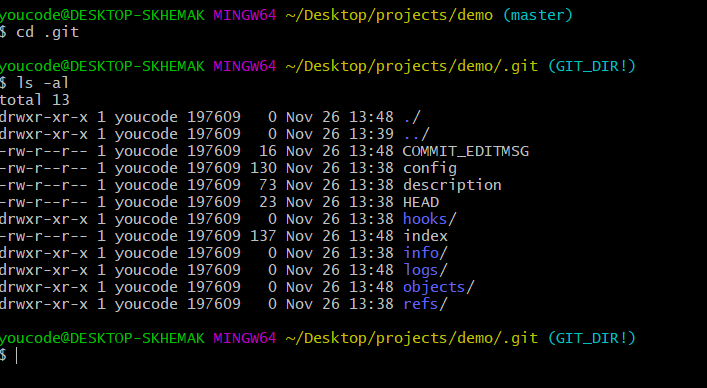 youcode@DESKTOP-SKHEMAK MINGW64 ~/Desktop/projects/demo (master)
$ cd .git
youcode@DESKTOP-SKHEMAK MINGW64 ~/Desktop/projects/demo/.git (GIT_DIR!)
$ ls -al
total 13
drwxr-xr-x 1 youcode 197609   0 Nov 26 13:48 ./
drwxr-xr-x 1 youcode 197609   0 Nov 26 13:39 ../
-rw-r--r-- 1 youcode 197609  16 Nov 26 13:48 COMMIT_EDITMSG
-rw-r--r-- 1 youcode 197609 130 Nov 26 13:38 config
-rw-r--r-- 1 youcode 197609  73 Nov 26 13:38 description
-rw-r--r-- 1 youcode 197609  23 Nov 26 13:38 HEAD
drwxr-xr-x 1 youcode 197609   0 Nov 26 13:38 hooks/
-rw-r--r-- 1 youcode 197609 137 Nov 26 13:48 index
drwxr-xr-x 1 youcode 197609   0 Nov 26 13:38 info/
drwxr-xr-x 1 youcode 197609   0 Nov 26 13:48 logs/
drwxr-xr-x 1 youcode 197609   0 Nov 26 13:48 objects/
drwxr-xr-x 1 youcode 197609   0 Nov 26 13:38 refs/
youcode@DESKTOP-SKHEMAK MINGW64 ~/Desktop/projects/demo/.git (GIT_DIR!)
$